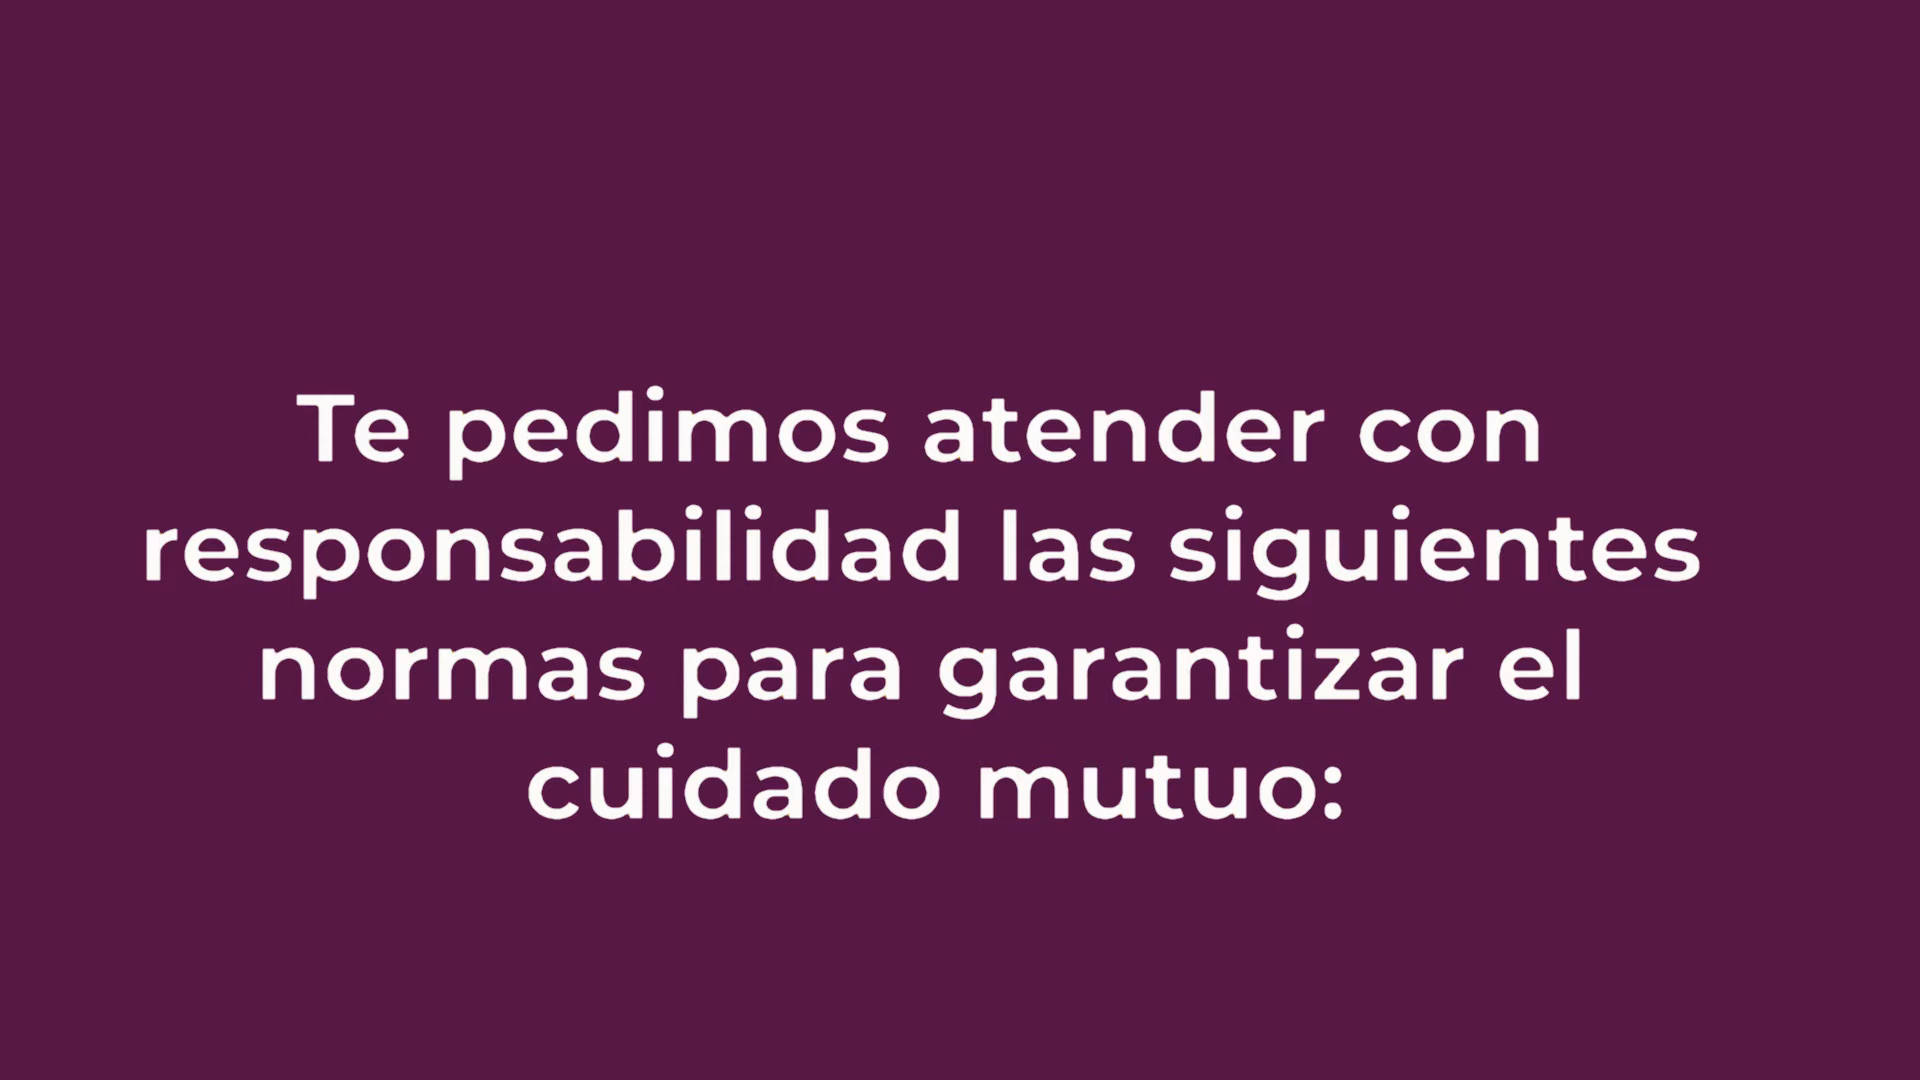 Te pedimos atender con
responsabilidad las siguientes
normas para garantizar el
cuidado mutuo: